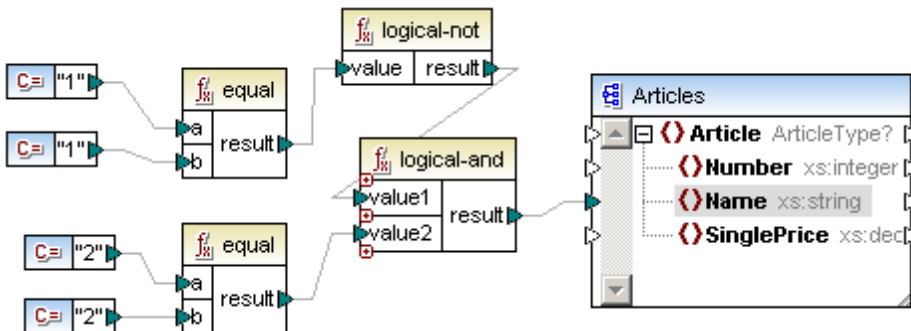 logical-not
value result
C= "1"
equal
a
result
b
C= "1"
logical-and
value1
result
value2
C= "2"
equal
a
result
b
C= "2"
Articles
Article ArticleType?
Number xs:integer
Name xs:string
SinglePrice xs:dec